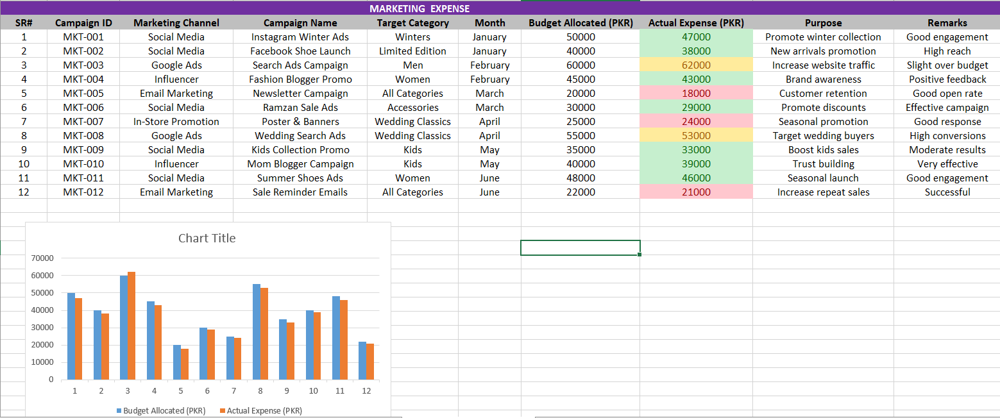 MARKETING  EXPENSE
SR# Campaign ID Marketing Channel Campaign Name Target Category Month Budget Allocated (PKR) Actual Expense (PKR) Purpose Remarks
1 MKT-001 Social Media Instagram Winter Ads Winters January 50000 47000 Promote winter collection Good engagement
2 MKT-002 Social Media Facebook Shoe Launch Limited Edition January 40000 38000 New arrivals promotion High reach
3 MKT-003 Google Ads Search Ads Campaign Men February 60000 62000 Increase website traffic Slight over budget
4 MKT-004 Influencer Fashion Blogger Promo Women February 45000 43000 Brand awareness Positive feedback
5 MKT-005 Email Marketing Newsletter Campaign All Categories March 20000 18000 Customer retention Good open rate
6 MKT-006 Social Media Ramzan Sale Ads Accessories March 30000 29000 Promote discounts Effective campaign
7 MKT-007 In-Store Promotion Poster & Banners Wedding Classics April 25000 24000 Seasonal promotion Good response
8 MKT-008 Google Ads Wedding Search Ads Wedding Classics April 55000 53000 Target wedding buyers High conversions
9 MKT-009 Social Media Kids Collection Promo Kids May 35000 33000 Boost kids sales Moderate results
10 MKT-010 Influencer Mom Blogger Campaign Kids May 40000 39000 Trust building Very effective
11 MKT-011 Social Media Summer Shoes Ads Women June 48000 46000 Seasonal launch Good engagement
12 MKT-012 Email Marketing Sale Reminder Emails All Categories June 22000 21000 Increase repeat sales Successful
Chart Title
70000
60000
50000
40000
30000
20000
10000
0
1 2 3 4 5 6 7 8 9 10 11 12
Budget Allocated (PKR) Actual Expense (PKR)